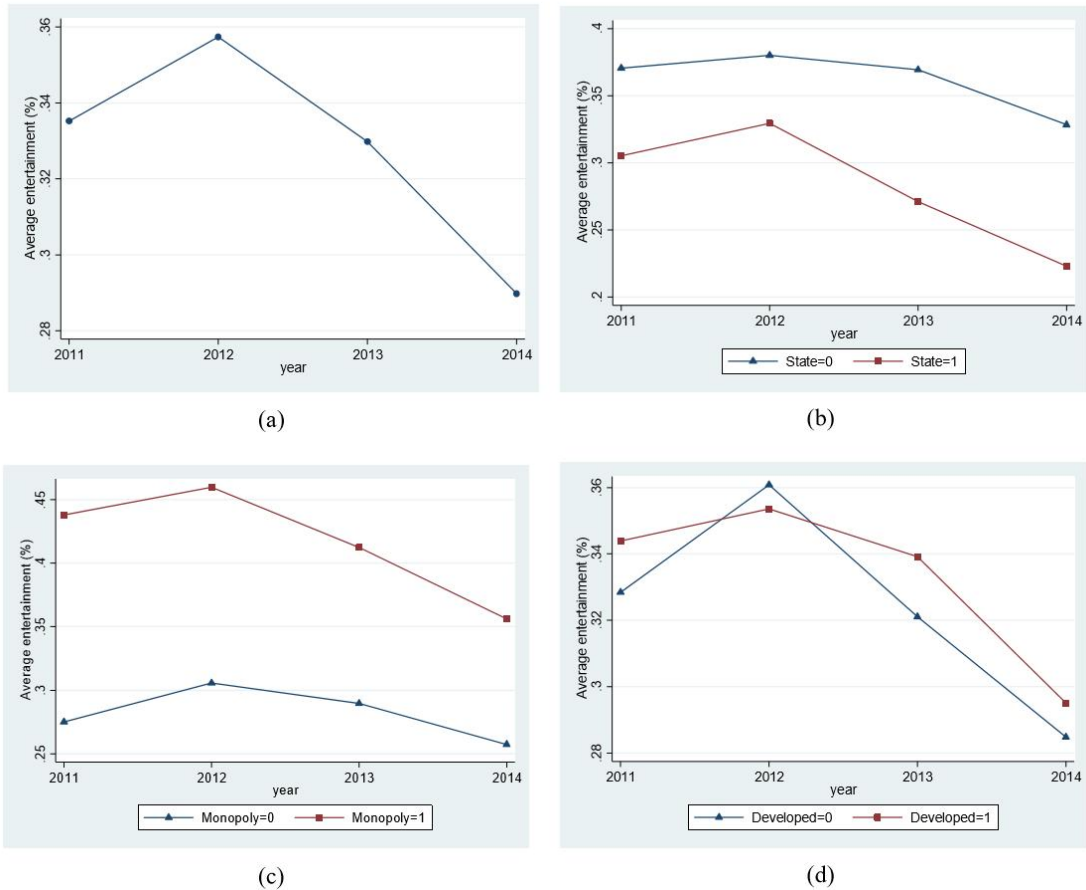 Average entertainment (%)
.36
.34
.32
.3
.28
2011 2012 2013 2014
year
(a)
Average entertainment (%)
.4
.35
.3
.25
.2
2011 2012 2013 2014
year
State=0 State=1
(b)
Average entertainment (%)
.45
.4
.35
.3
.25
2011 2012 2013 2014
year
Monopoly=0 Monopoly=1
(c)
Average entertainment (%)
.36
.34
.32
.3
.28
2011 2012 2013 2014
year
Developed=0 Developed=1
(d)